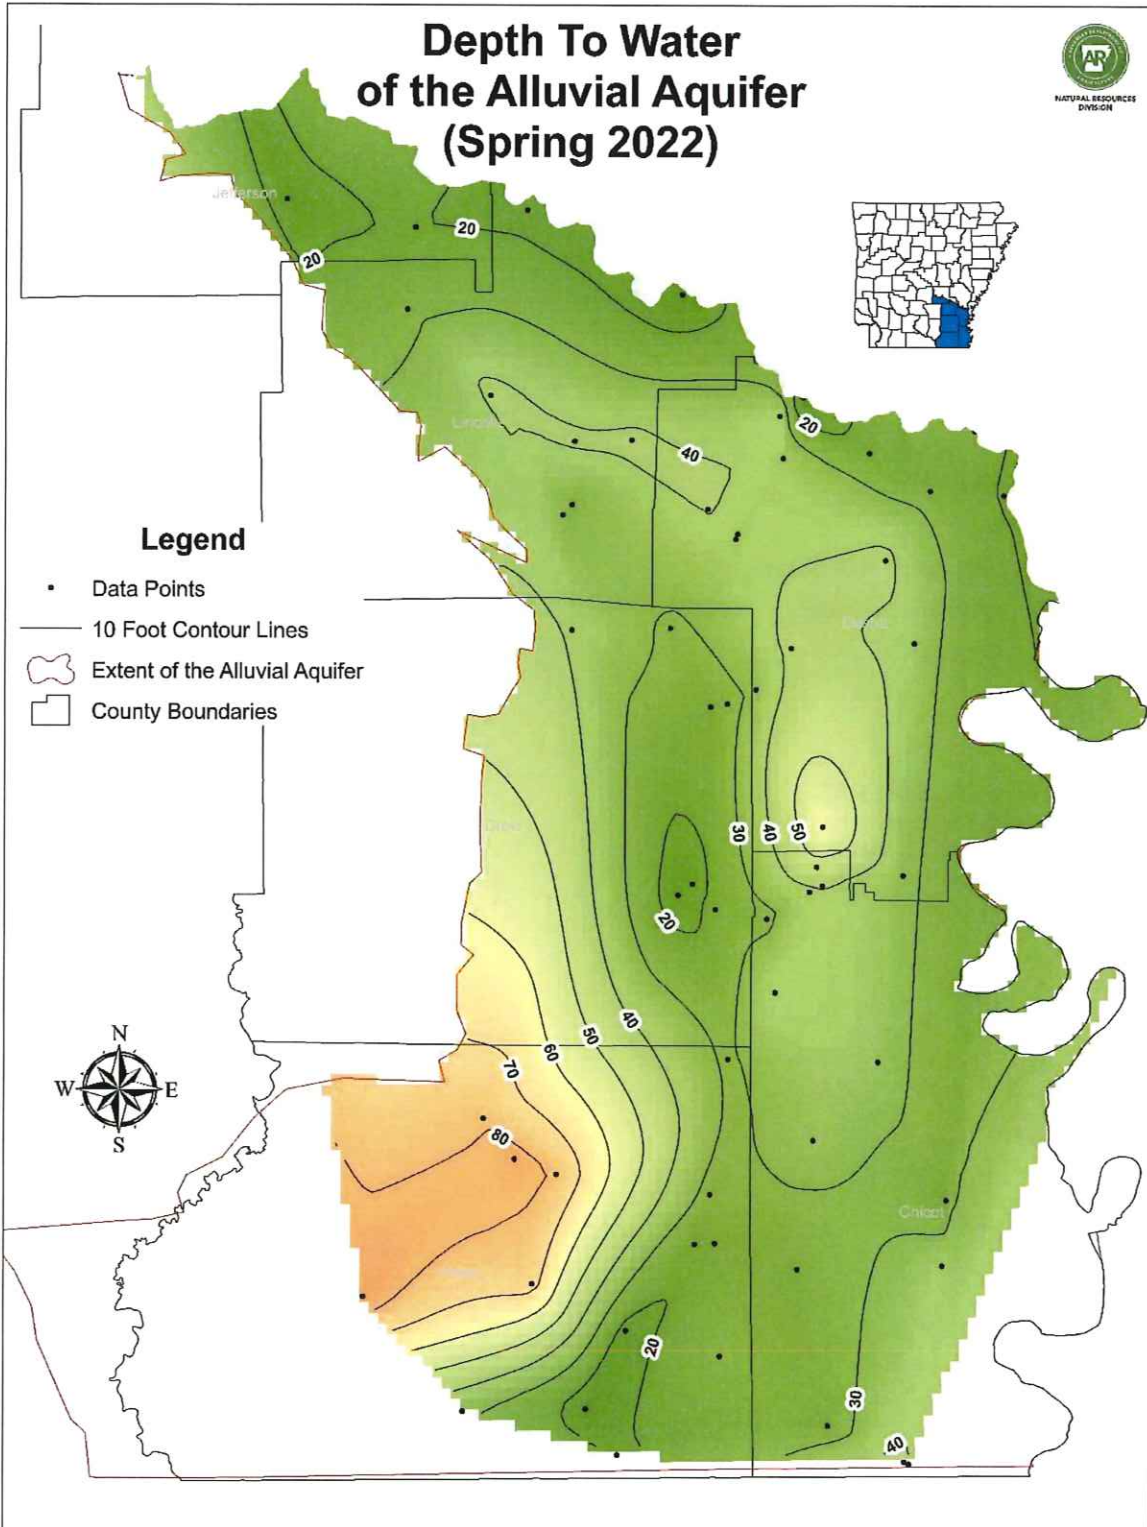 Depth To Water
of the Alluvial Aquifer
(Spring 2022)
AR
NATURAL RESOURCES
DIVISION
Jefferson
20
20
20
40
Legend
Data Points
10 Foot Contour Lines
Extent of the Alluvial Aquifer
County Boundaries
30
40
50
20
40
50
60
70
80
N
W
E
S
Chicot
20
30
40